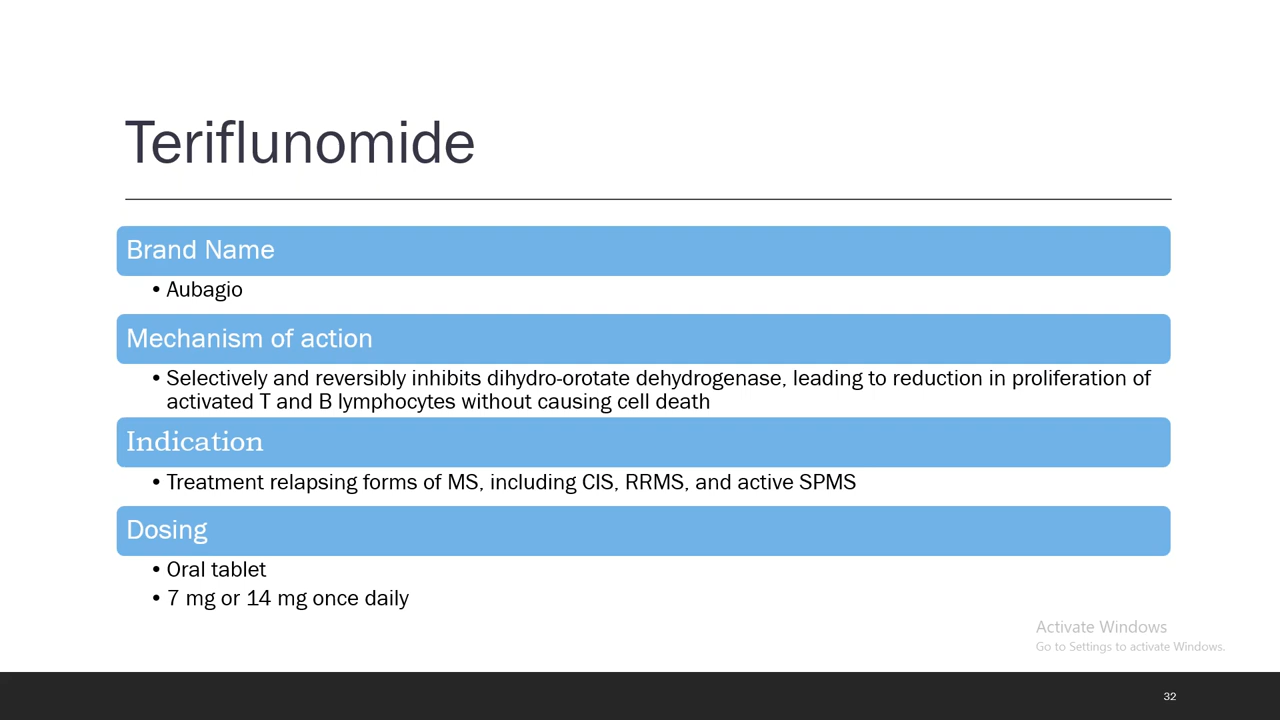 Teriflunomide
Brand Name
• Aubagio
Mechanism of action
• Selectively and reversibly inhibits dihydro-orotate dehydrogenase, leading to reduction in proliferation of
activated T and B lymphocytes without causing cell death
Indication
• Treatment relapsing forms of MS, including CIS, RRMS, and active SPMS
Dosing
• Oral tablet
• 7 mg or 14 mg once daily
Activate Windows
Go to Settings to activate Windows.
32